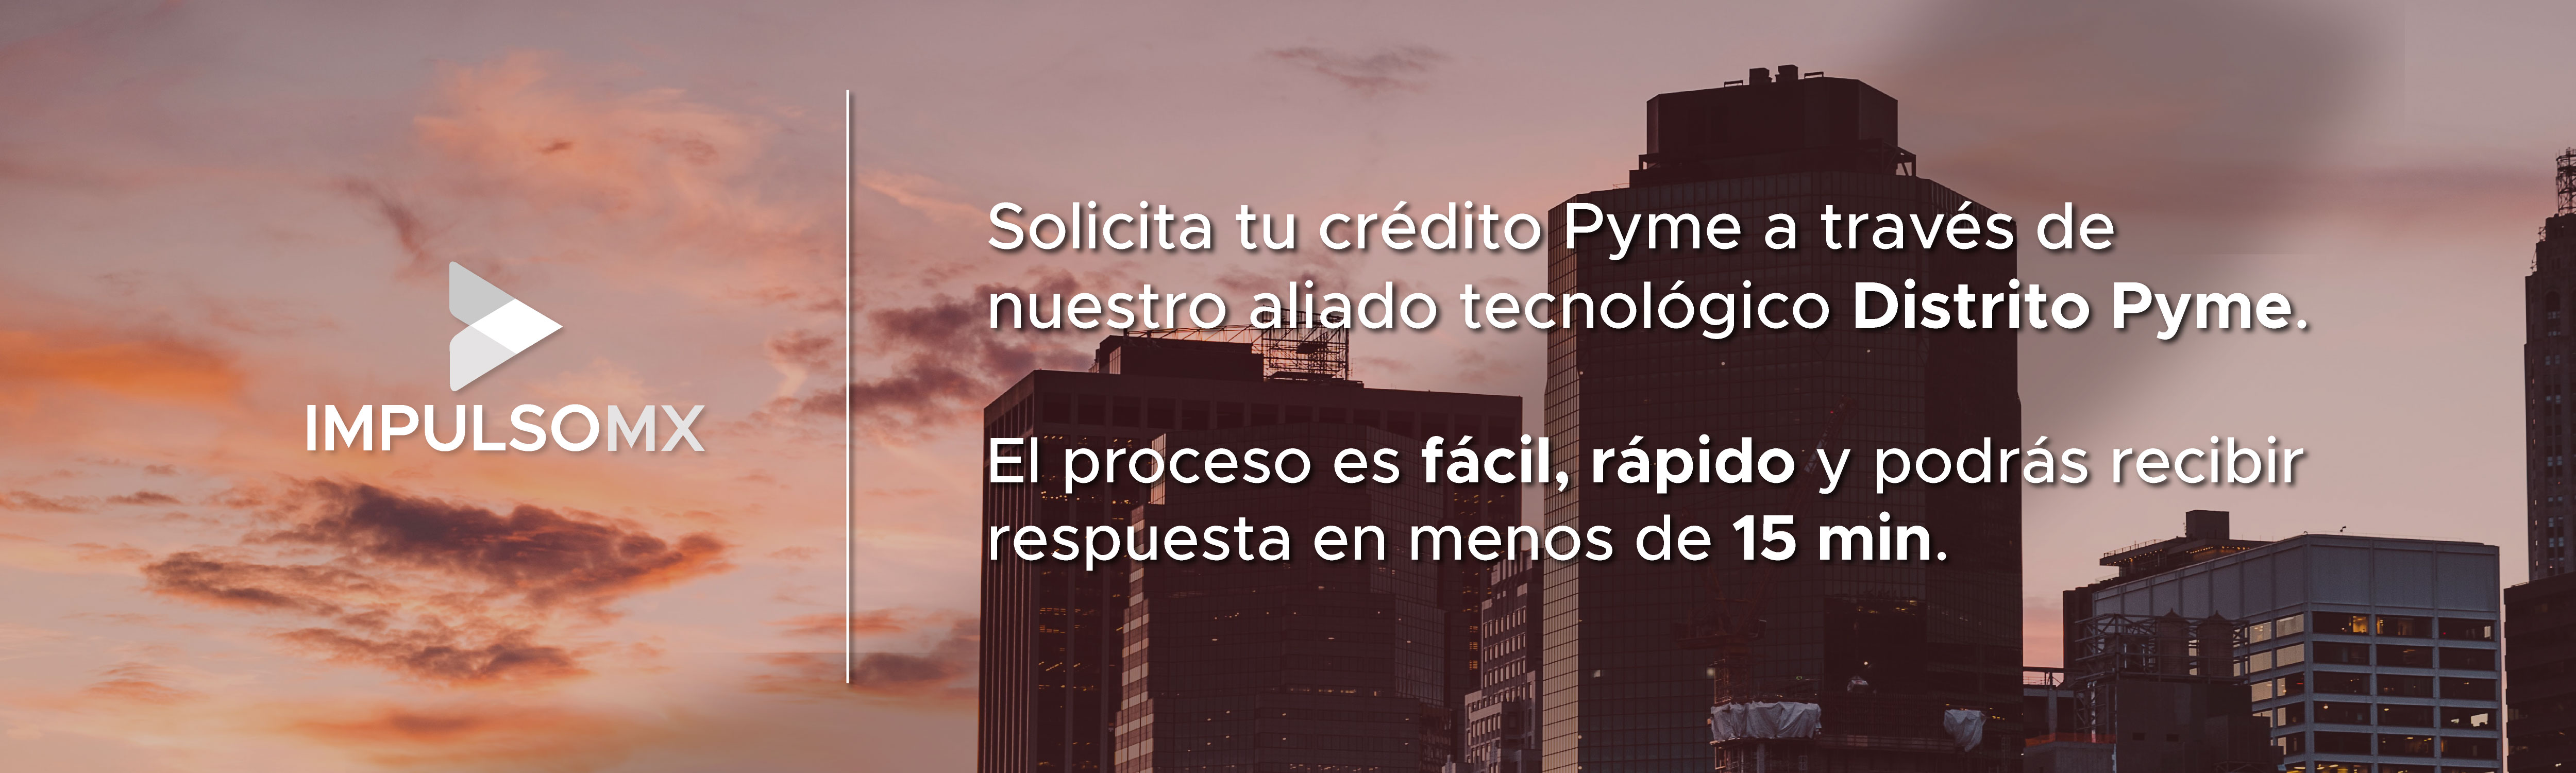 IMPULSOMX
Solicita tu crédito Pyme a través de
nuestro aliado tecnológico Distrito Pyme.
El proceso es fácil, rápido y podrás recibir
respuesta en menos de 15 min.